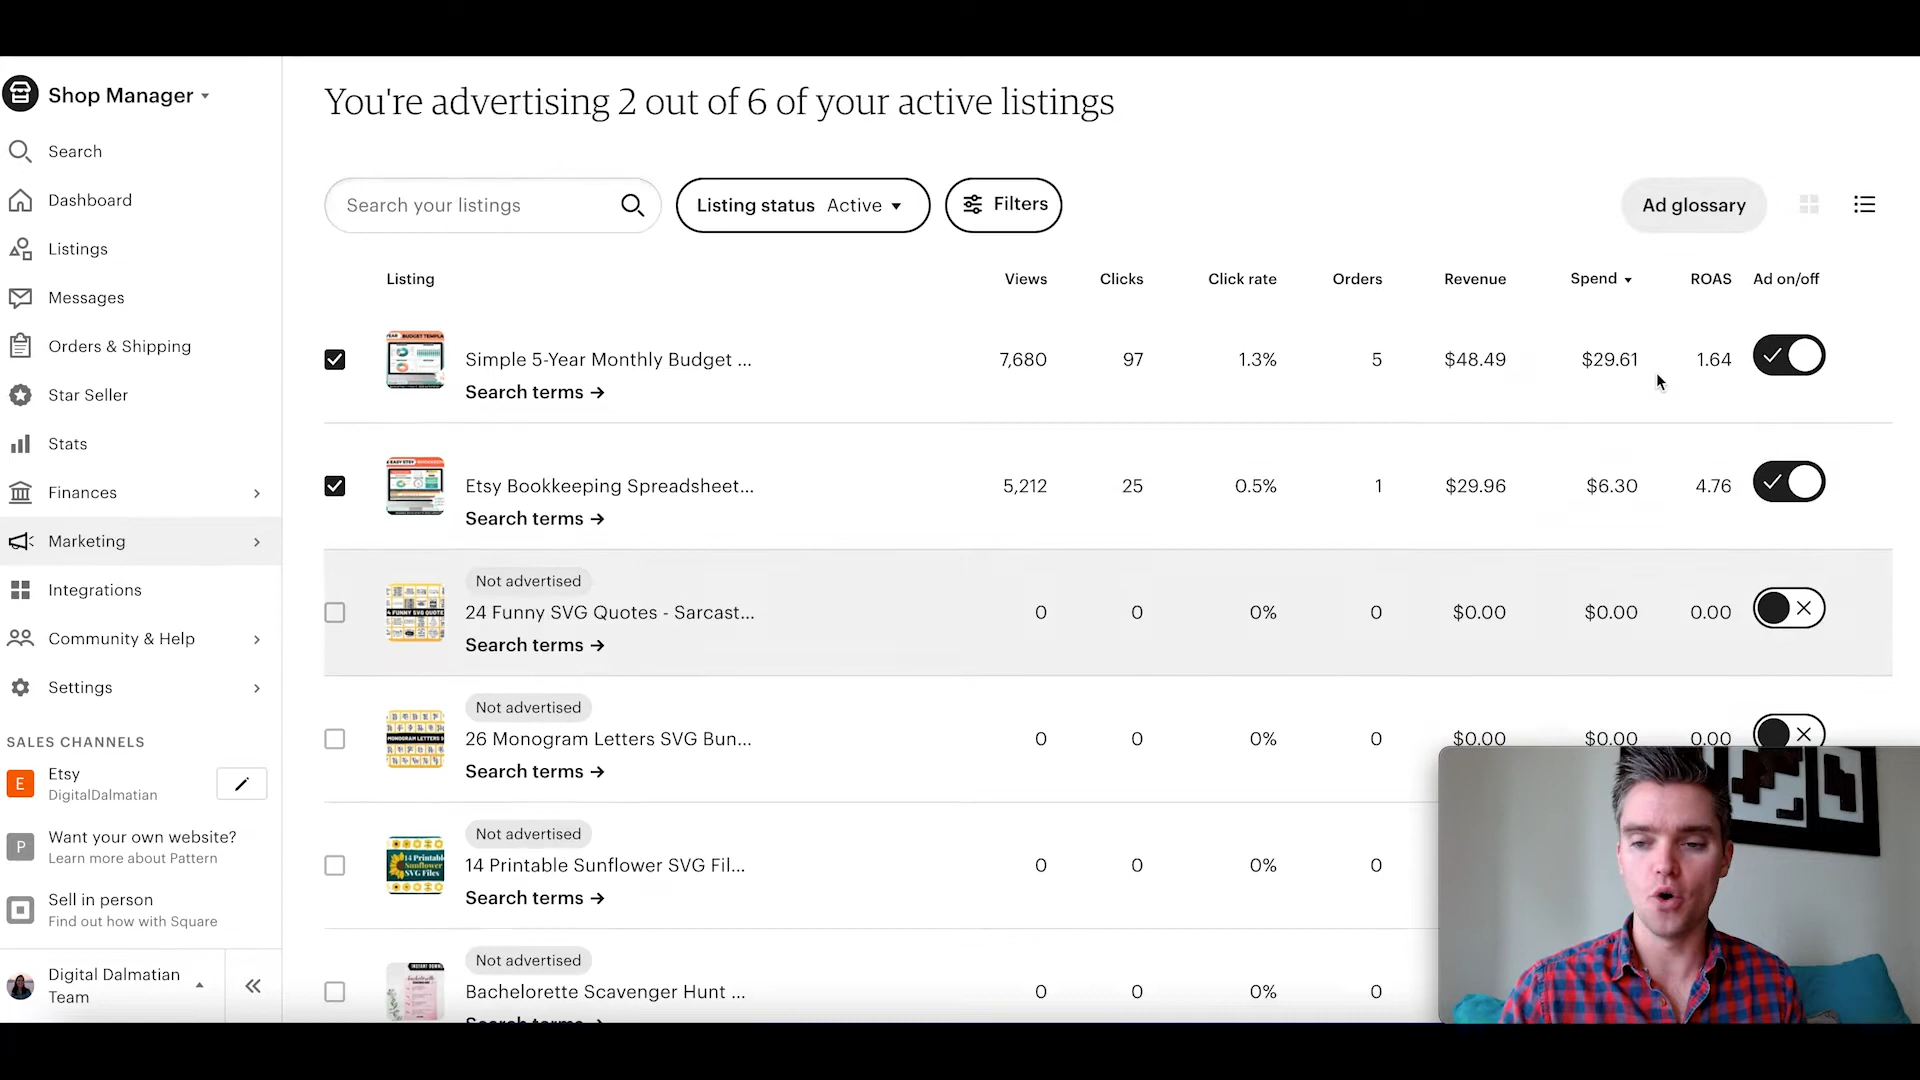 Shop Manager
Search
Dashboard
Listings
Messages
Orders & Shipping
Star Seller
Stats
Finances
Marketing
Integrations
Community & Help
Settings
SALES CHANNELS
E
Etsy
DigitalDalmatian
P
Want your own website?
Learn more about Pattern
Sell in person
Find out how with Square
Digital Dalmatian
Team
You're advertising 2 out of 6 of your active listings
Search your listings
Listing status Active
Filters
Ad glossary
Listing Views Clicks Click rate Orders Revenue Spend ROAS Ad on/off
Simple 5-Year Monthly Budget ... 7,680 97 1.3% 5 $48.49 $29.61 1.64
Search terms →
Etsy Bookkeeping Spreadsheet... 5,212 25 0.5% 1 $29.96 $6.30 4.76
Search terms →
Not advertised
24 Funny SVG Quotes - Sarcast... 0 0 0% 0 $0.00 $0.00 0.00
Search terms →
Not advertised
26 Monogram Letters SVG Bun... 0 0 0% 0 $0.00 $0.00 0.00
Search terms →
Not advertised
14 Printable Sunflower SVG Fil... 0 0 0% 0
Search terms →
Not advertised
Bachelorette Scavenger Hunt ... 0 0 0% 0
Search terms